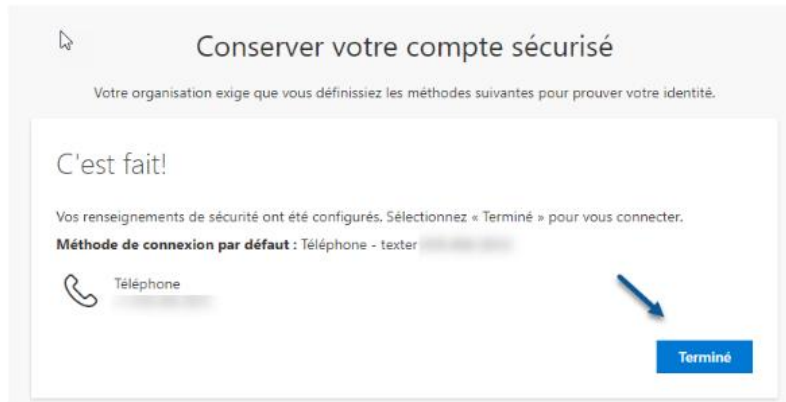 Conserver votre compte sécurisé
Votre organisation exige que vous définissiez les méthodes suivantes pour prouver votre identité.
C'est fait!
Vos renseignements de sécurité ont été configurés. Sélectionnez « Terminé » pour vous connecter.
Méthode de connexion par défaut : Téléphone - texter
Téléphone
Terminé